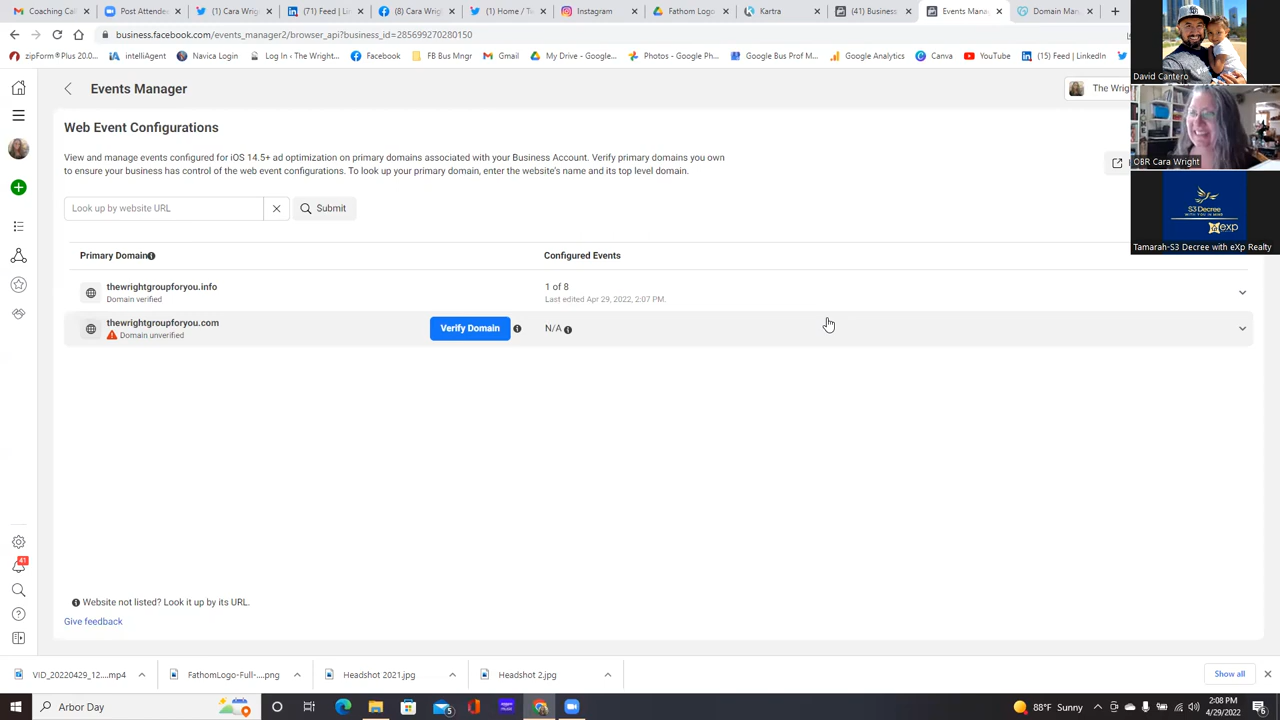 Coaching Cal
Post Attende
(1) Cara Wrig
(71) Feed | L
(8) Cara Wrig
(1) Home / T
Instagram
Fathom Logo
Kartra
(41) Business
Events Mana
Domain Man
business.facebook.com/events_manager2/browser_api?business_id=285699270280150
zipForm®Plus 20.0...
intelliAgent
Navica Login
Log In - The Wright...
Facebook
FB Bus Mngr
Gmail
My Drive - Google...
Photos - Google Ph...
Google Bus Prof M...
Google Analytics
Canva
YouTube
(15) Feed | LinkedIn
David Cantero
Events Manager
The Wrig
Web Event Configurations
View and manage events configured for iOS 14.5+ ad optimization on primary domains associated with your Business Account. Verify primary domains you own
to ensure your business has control of the web event configurations. To look up your primary domain, enter the website's name and its top level domain.
OBR Cara Wright
Look up by website URL
Submit
S3 Decree
WITH YOU IN MIND
eXp
Tamarah-S3 Decree with eXp Realty
Primary Domain
Configured Events
thewrightgroupforyou.info
Domain verified
1 of 8
Last edited Apr 29, 2022, 2:07 PM.
thewrightgroupforyou.com
Domain unverified
Verify Domain
N/A
41
Website not listed? Look it up by its URL.
Give feedback
VID_20220429_12....mp4
FathomLogo-Full-....png
Headshot 2021.jpg
Headshot 2.jpg
Show all
Arbor Day
88°F Sunny
2:08 PM
4/29/2022